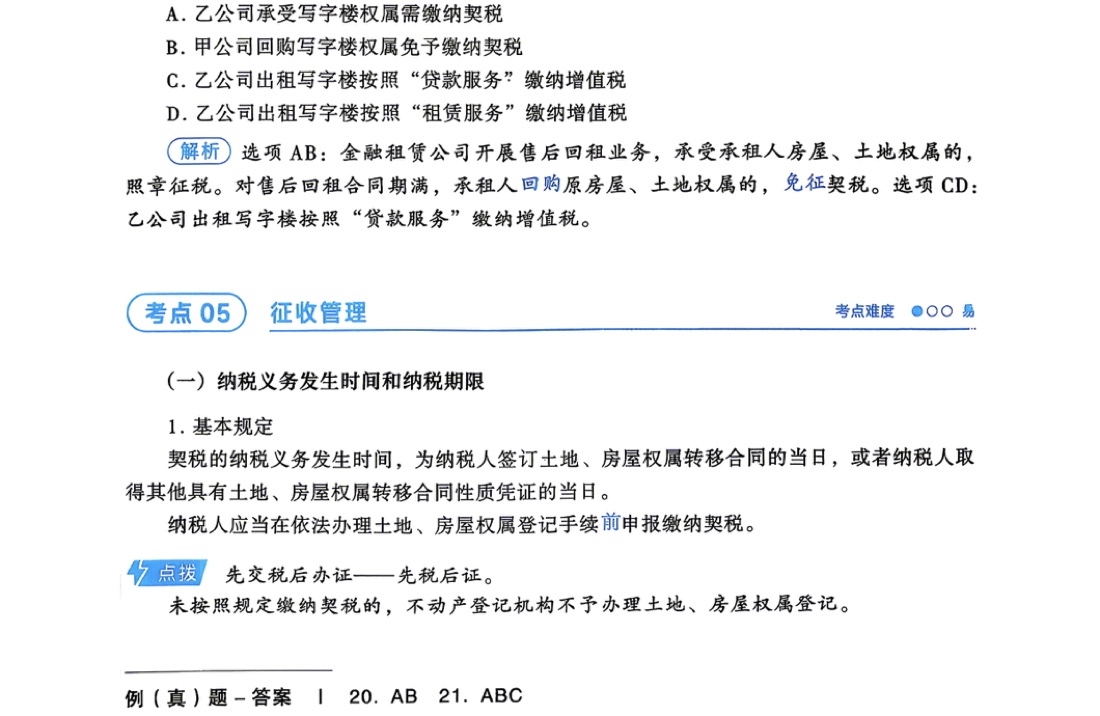 A. 乙公司承受写字楼权属需缴纳契税
B. 甲公司回购写字楼权属免予缴纳契税
C. 乙公司出租写字楼按照“贷款服务”缴纳增值税
D. 乙公司出租写字楼按照“租赁服务”缴纳增值税
解析 选项 AB：金融租赁公司开展售后回租业务，承受承租人房屋、土地权属的，
照章征税。对售后回租合同期满，承租人回购原房屋、土地权属的，免征契税。选项 CD：
乙公司出租写字楼按照“贷款服务”缴纳增值税。
考点 05 征收管理 考点难度 易
（一）纳税义务发生时间和纳税期限
1. 基本规定
契税的纳税义务发生时间，为纳税人签订土地、房屋权属转移合同的当日，或者纳税人取
得其他具有土地、房屋权属转移合同性质凭证的当日。
纳税人应当在依法办理土地、房屋权属登记手续前申报缴纳契税。
点拨 先交税后办证——先税后证。
未按照规定缴纳契税的，不动产登记机构不予办理土地、房屋权属登记。
例（真）题－答案 | 20. AB 21. ABC